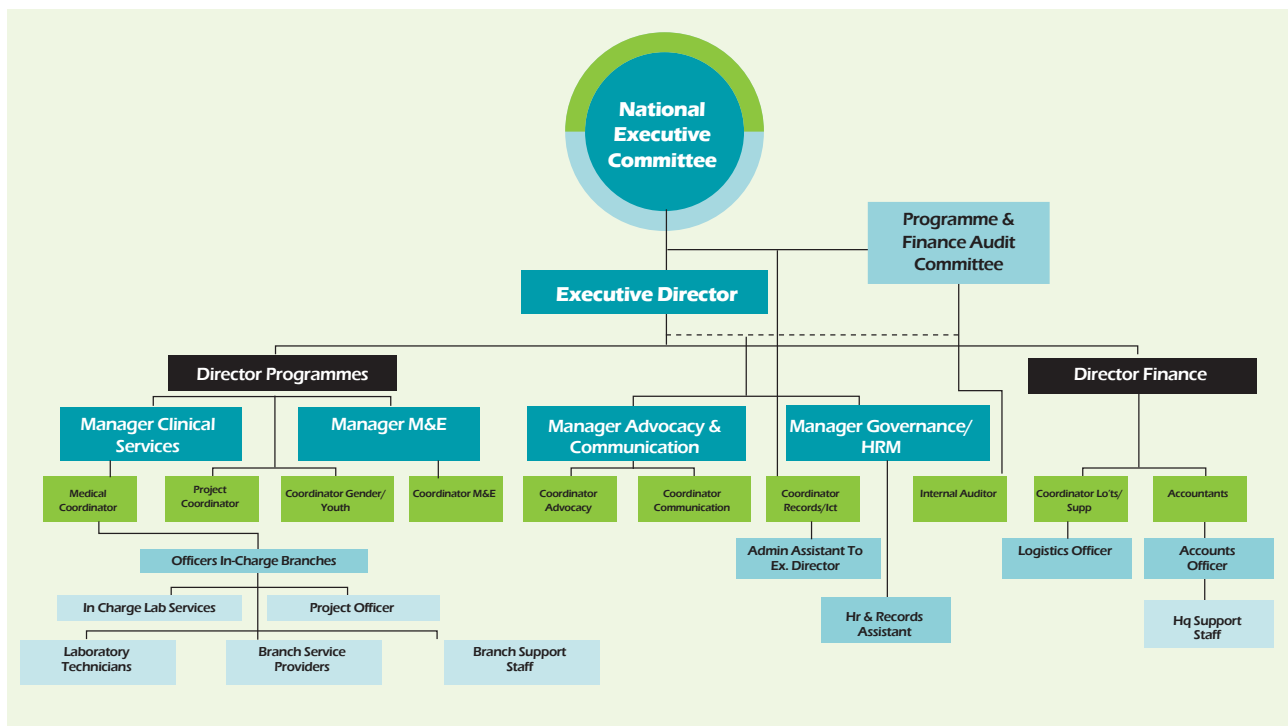 National
Executive
Committee
Programme &
Finance Audit
Committee
Executive Director
Director Programmes
Director Finance
Manager Clinical
Services
Manager M&E
Manager Advocacy &
Communication
Manager Governance/
HRM
Medical
Coordinator
Project
Coordinator
Coordinator Gender/
Youth
Coordinator M&E
Coordinator
Advocacy
Coordinator
Communication
Coordinator
Records/Ict
Internal Auditor
Coordinator Lo'ts/
Supp
Accountants
Officers In-Charge Branches
Admin Assistant To
Ex. Director
Logistics Officer
Accounts
Officer
In Charge Lab Services
Project Officer
Hr & Records
Assistant
Hq Support
Staff
Laboratory
Technicians
Branch Service
Providers
Branch Support
Staff